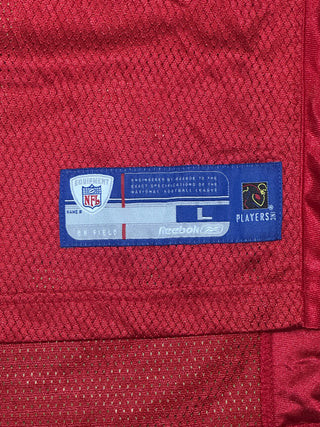 EQUIPMENT
NFL
ENGINEERED BY REEBOK TO THE
EXACT SPECIFICATIONS OF THE
NATIONAL FOOTBALL LEAGUE
NAME #
L
ON FIELD
Reebok
PLAYERS INC